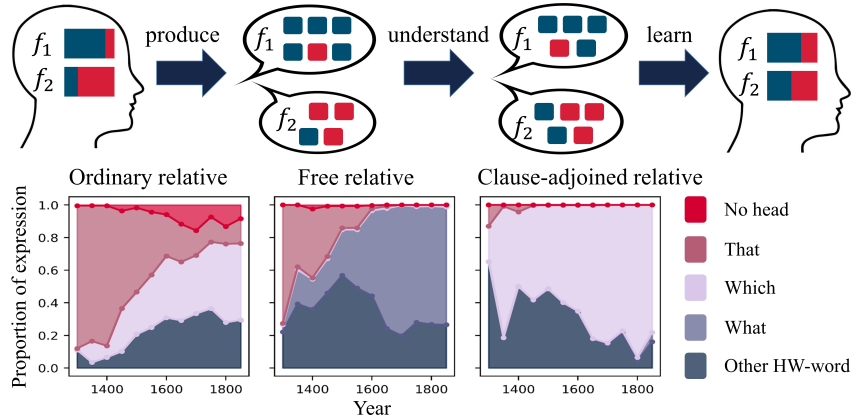 produce
understand
learn
f1
f2
f1
f2
f1
f2
f1
f2
Ordinary relative
Free relative
Clause-adjoined relative
Proportion of expression
1.0
0.8
0.6
0.4
0.2
0.0
1400
1600
1800
1400
1600
1800
1400
1600
1800
Year
No head
That
Which
What
Other HW-word